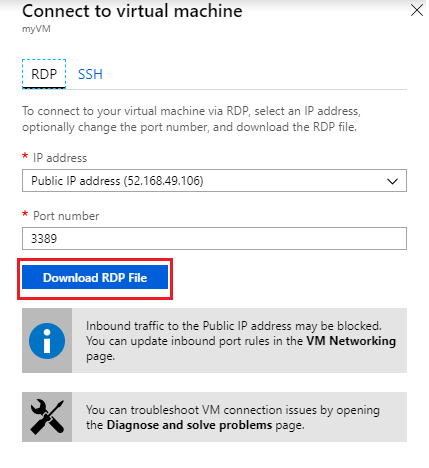 Connect to virtual machine
myVM
RDP SSH
To connect to your virtual machine via RDP, select an IP address,
optionally change the port number, and download the RDP file.
* IP address
Public IP address (52.168.49.106)
* Port number
3389
Download RDP File
Inbound traffic to the Public IP address may be blocked.
You can update inbound port rules in the VM Networking
page.
You can troubleshoot VM connection issues by opening
the Diagnose and solve problems page.